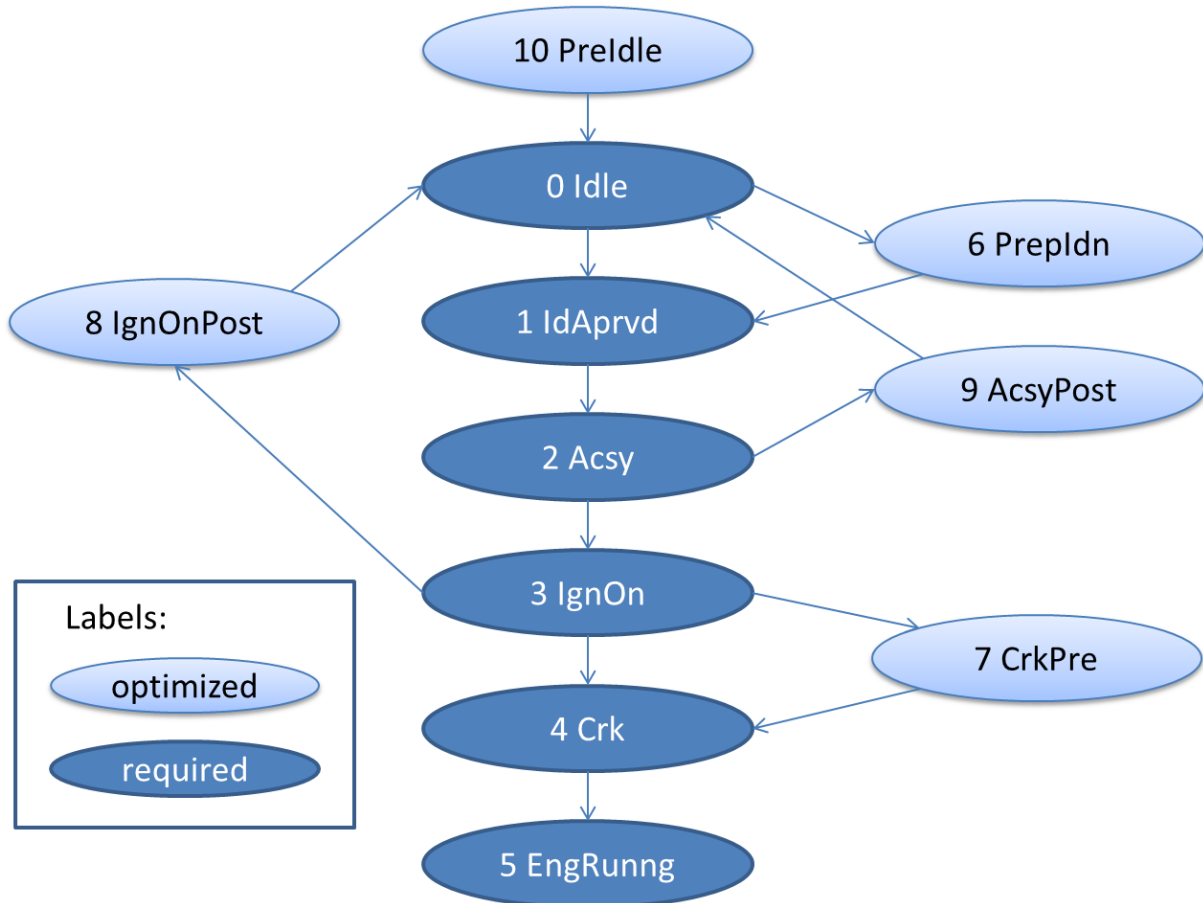 10 PreIdle
0 Idle
6 PrepIdn
8 IgnOnPost
1 IdAprvd
9 AcsyPost
2 Acsy
3 IgnOn
Labels:
7 CrkPre
optimized
4 Crk
required
5 EngRunng